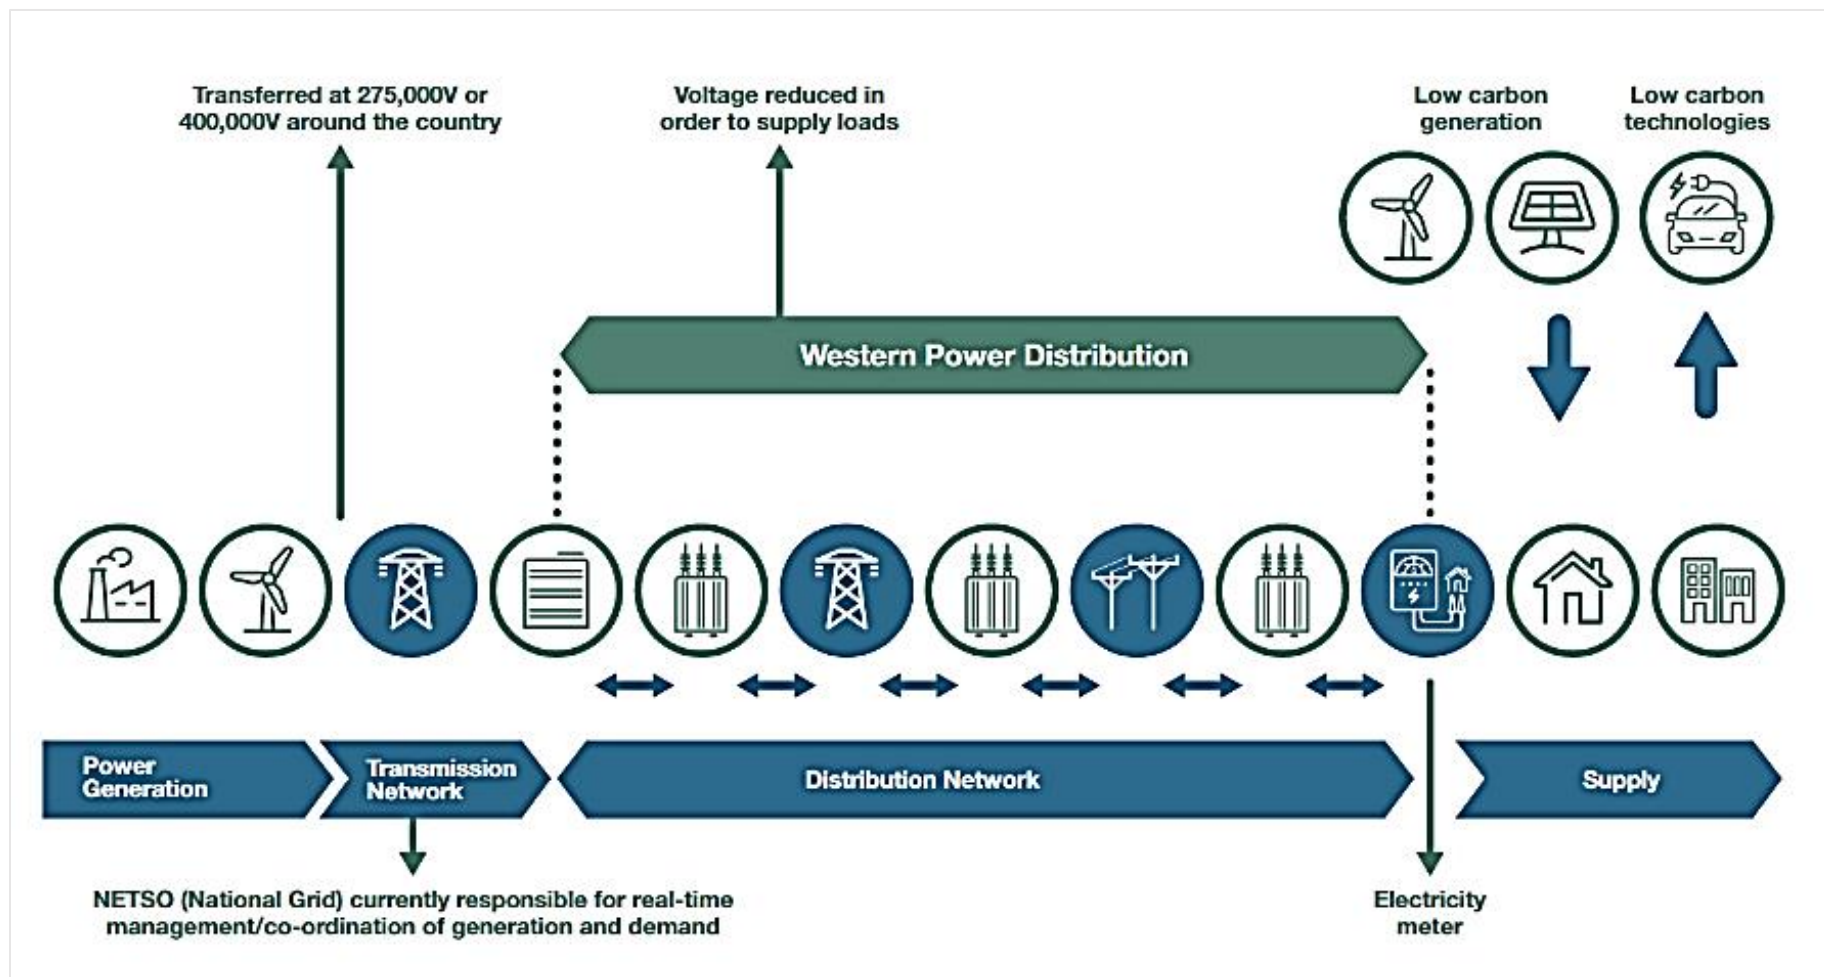 Transferred at 275,000V or
400,000V around the country
Voltage reduced in
order to supply loads
Low carbon
generation
Low carbon
technologies
Western Power Distribution
Power
Generation
Transmission
Network
Distribution Network
Supply
NETSO (National Grid) currently responsible for real-time
management/co-ordination of generation and demand
Electricity
meter